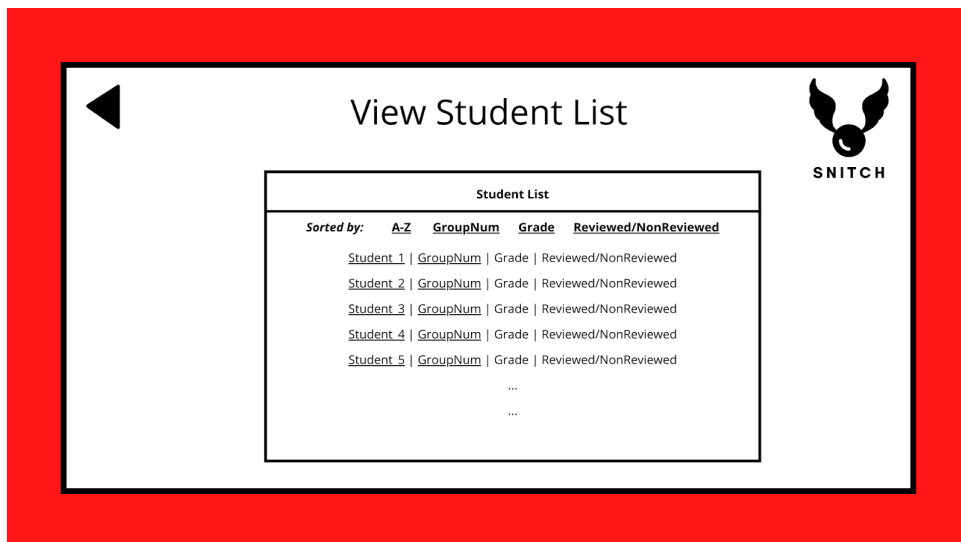 View Student List
SNITCH
Student List
Sorted by: A-Z GroupNum Grade Reviewed/NonReviewed
Student 1 | GroupNum | Grade | Reviewed/NonReviewed
Student 2 | GroupNum | Grade | Reviewed/NonReviewed
Student 3 | GroupNum | Grade | Reviewed/NonReviewed
Student 4 | GroupNum | Grade | Reviewed/NonReviewed
Student 5 | GroupNum | Grade | Reviewed/NonReviewed
...
...